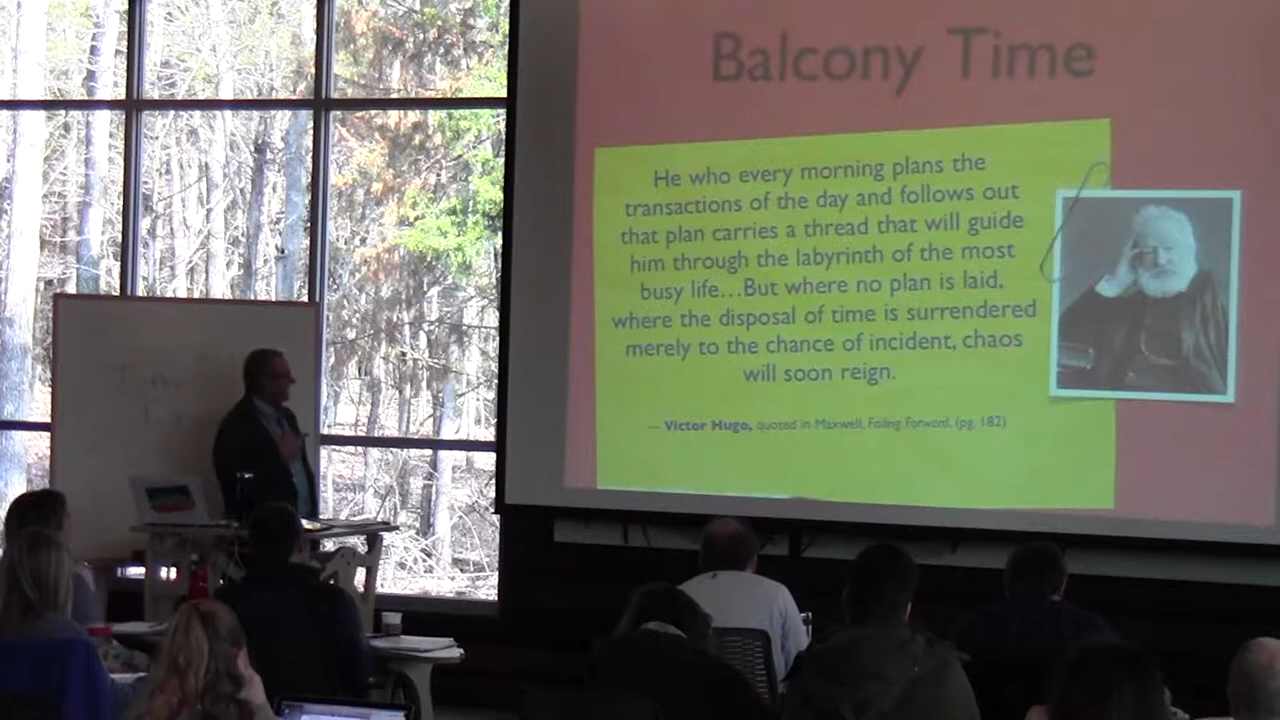 Balcony Time
He who every morning plans the
transactions of the day and follows out
that plan carries a thread that will guide
him through the labyrinth of the most
busy life...But where no plan is laid,
where the disposal of time is surrendered
merely to the chance of incident, chaos
will soon reign.
— Victor Hugo, quoted in Maxwell, Failing Forward, (pg. 182)